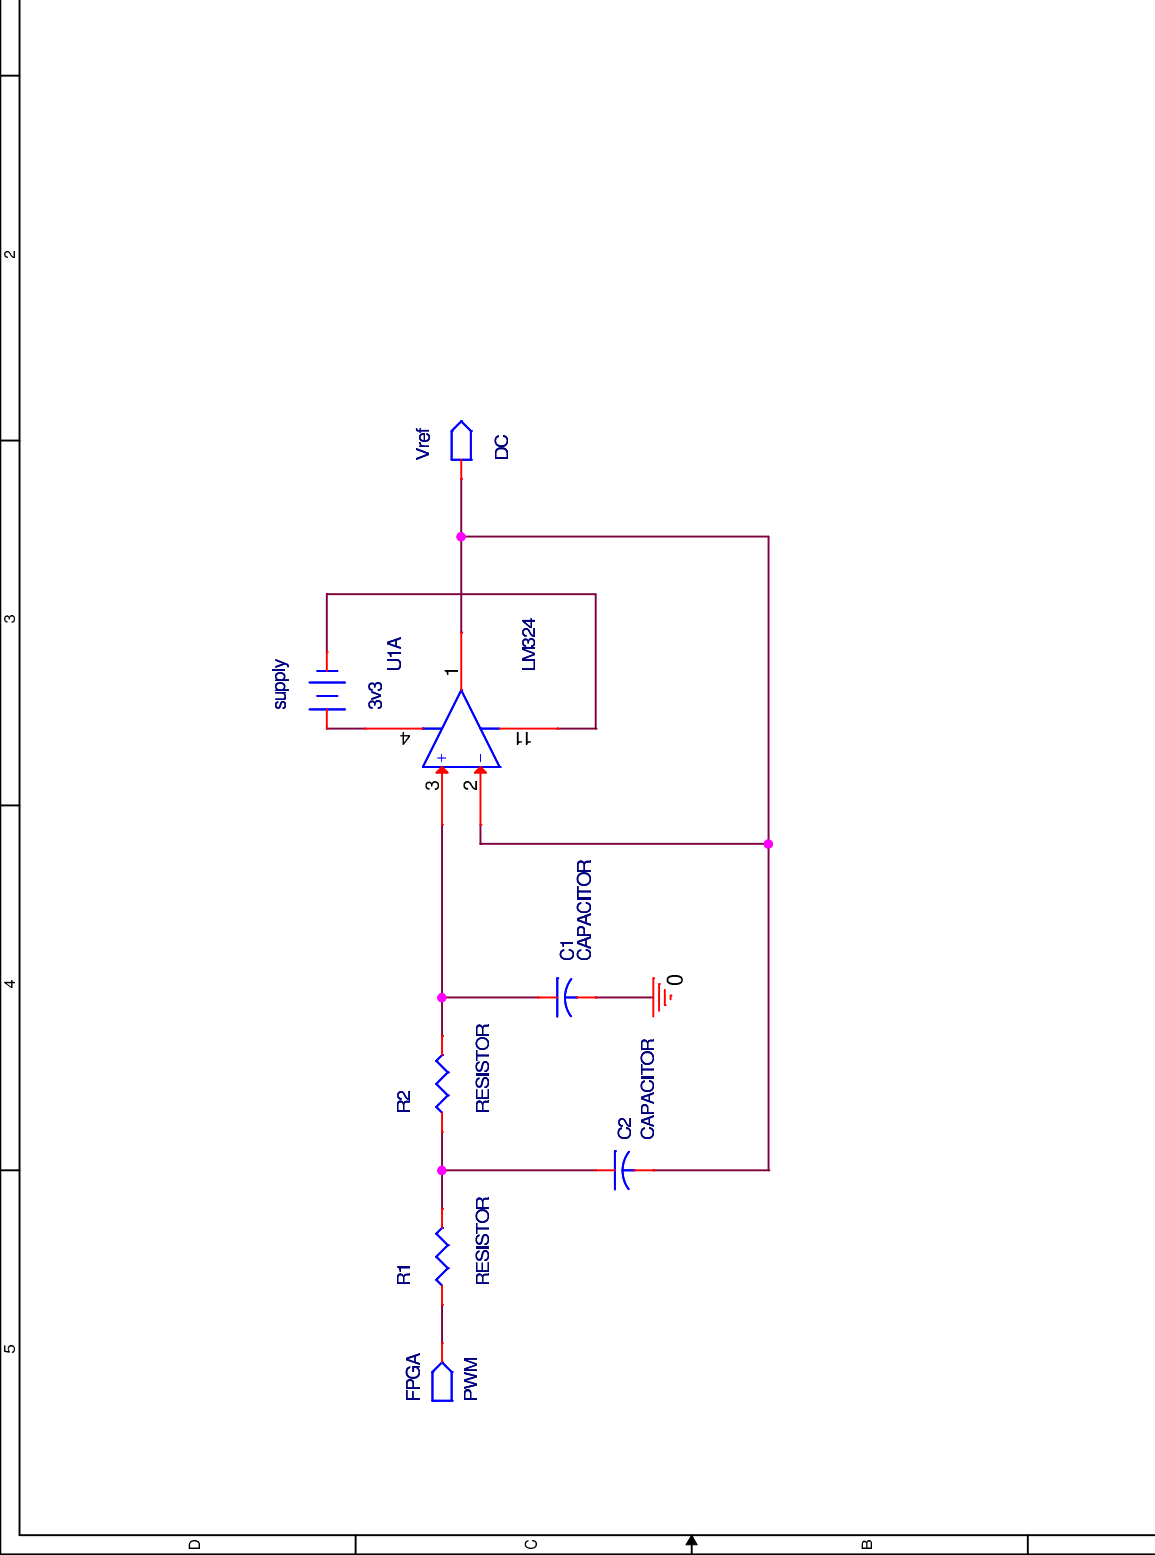 supply
3v3
U1A
4
3
+
2
-
1
11
LM324
Vref
DC
FPGA
PWM
R1
RESISTOR
R2
RESISTOR
C1
CAPACITOR
0
C2
CAPACITOR
5
4
3
2
D
C
B